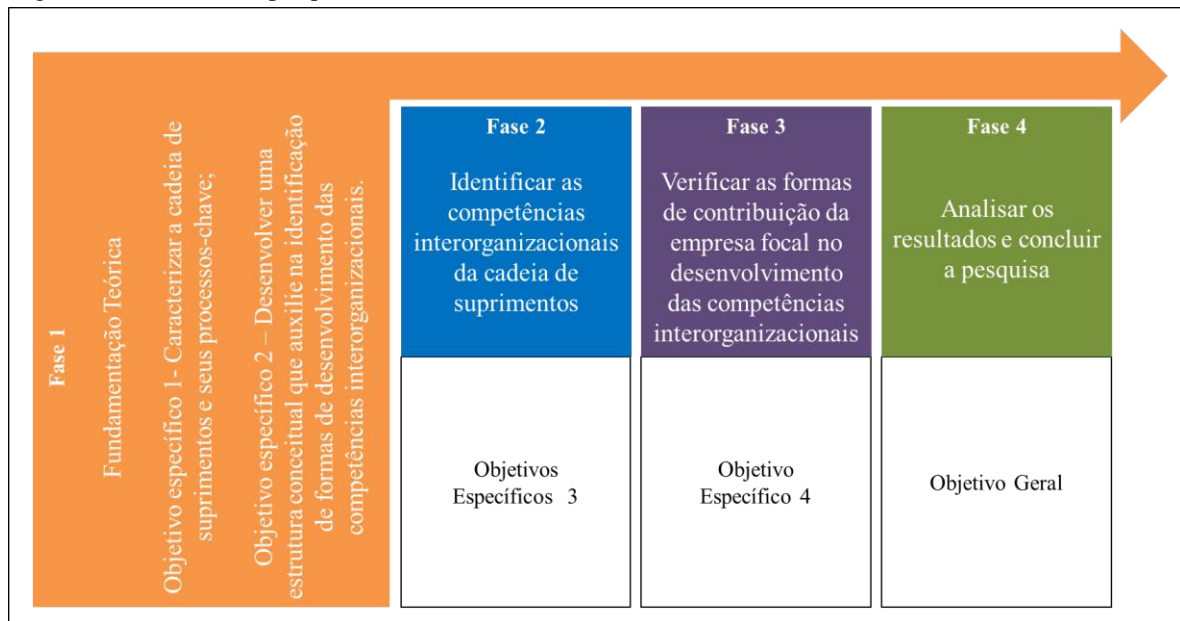 Fase 1
Fundamentação Teórica
Objetivo específico 1- Caracterizar a cadeia de
suprimentos e seus processos-chave;
Objetivo específico 2 – Desenvolver uma
estrutura conceitual que auxilie na identificação
de formas de desenvolvimento das
competências interorganizacionais.
Fase 2
Identificar as
competências
interorganizacionais
da cadeia de
suprimentos
Objetivos
Específicos 3
Fase 3
Verificar as formas
de contribuição da
empresa focal no
desenvolvimento
das competências
interorganizacionais
Objetivo
Específico 4
Fase 4
Analisar os
resultados e concluir
a pesquisa
Objetivo Geral